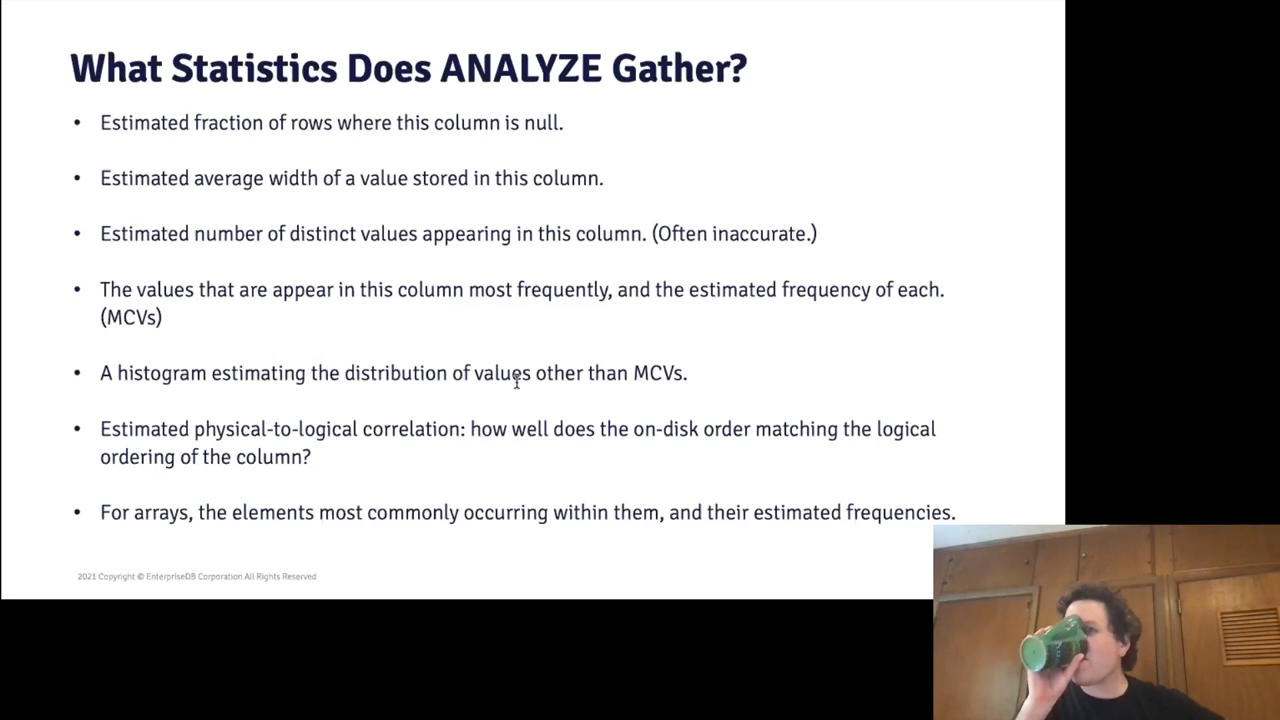 What Statistics Does ANALYZE Gather?
• Estimated fraction of rows where this column is null.
• Estimated average width of a value stored in this column.
• Estimated number of distinct values appearing in this column. (Often inaccurate.)
• The values that are appear in this column most frequently, and the estimated frequency of each.
(MCVs)
• A histogram estimating the distribution of values other than MCVs.
• Estimated physical-to-logical correlation: how well does the on-disk order matching the logical
ordering of the column?
• For arrays, the elements most commonly occurring within them, and their estimated frequencies.
2021 Copyright © EnterpriseDB Corporation All Rights Reserved